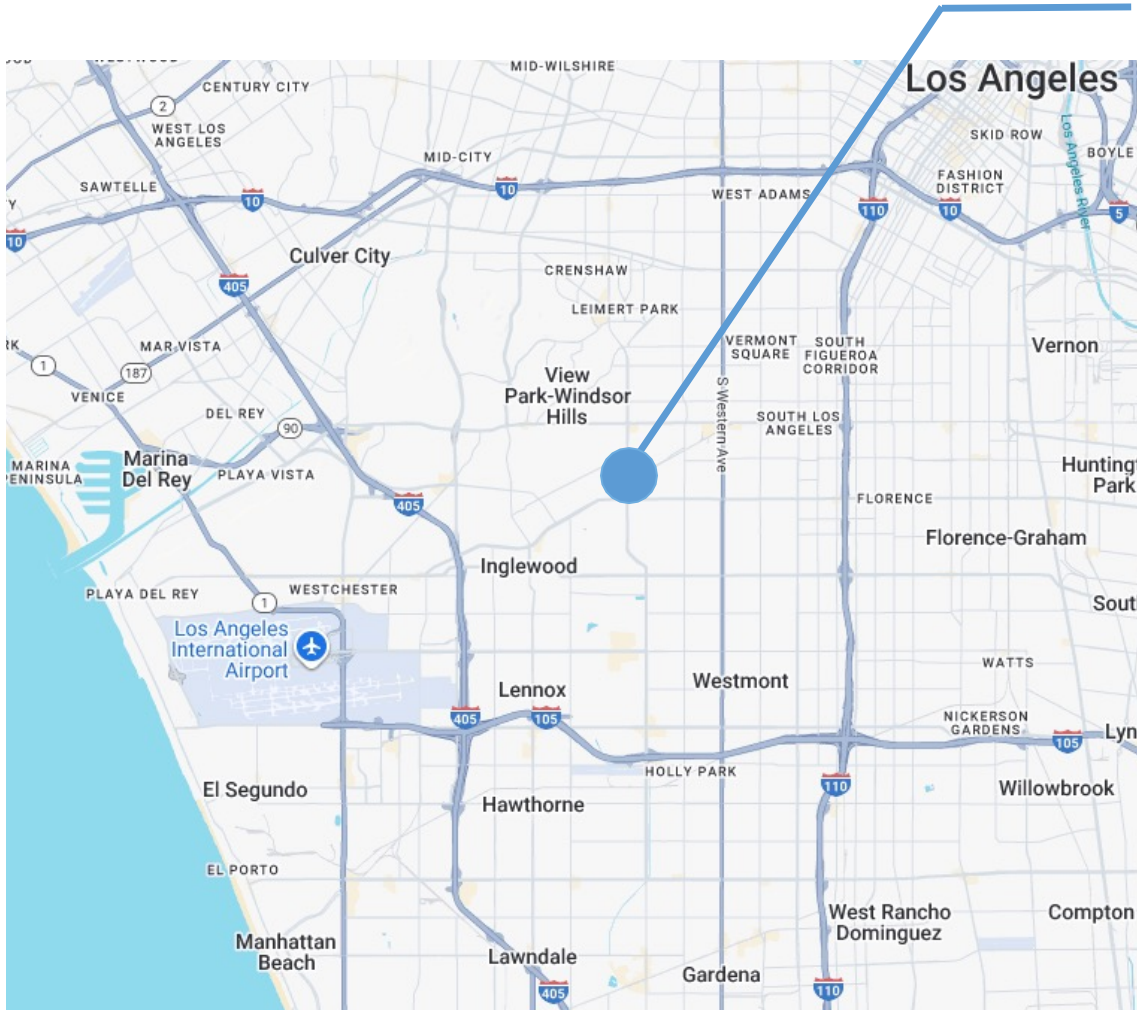 MID-WILSHIRE
Los Angeles
CENTURY CITY
2
WEST LOS
ANGELES
SKID ROW
Los Angeles River
BOYLE
MID-CITY
SAWTELLE
10
10
WEST ADAMS
FASHION
DISTRICT
110
10
5
10
Culver City
405
CRENSHAW
LEIMERT PARK
MAR VISTA
VERMONT
SQUARE
SOUTH
FIGUEROA
CORRIDOR
Vernon
1
187
VENICE
View
Park-Windsor
Hills
S Western Ave
DEL REY
90
SOUTH LOS
ANGELES
MARINA
PENINSULA
Marina
Del Rey
PLAYA VISTA
Huntingt
Park
405
FLORENCE
Florence-Graham
Inglewood
PLAYA DEL REY
WESTCHESTER
1
Sout
Los Angeles
International
Airport
WATTS
Westmont
Lennox
405
105
NICKERSON
GARDENS
105
Lyn
HOLLY PARK
110
El Segundo
Hawthorne
Willowbrook
EL PORTO
West Rancho
Dominguez
Compton
Manhattan
Beach
Lawndale
Gardena
405
110